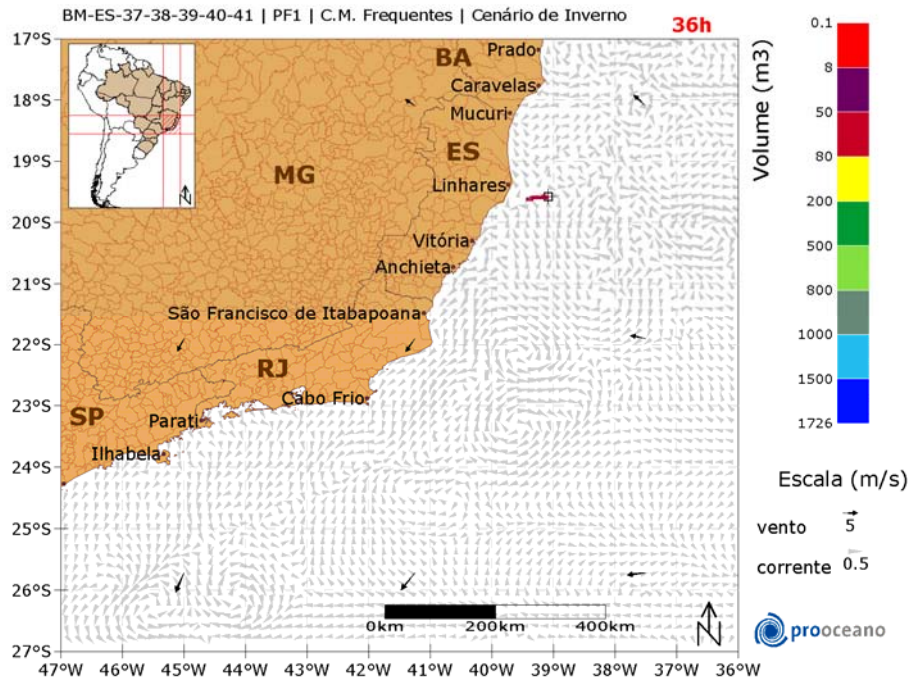 BM-ES-37-38-39-40-41 | PF1 | C.M. Frequentes | Cenário de Inverno
36h
17°S
18°S
19°S
20°S
21°S
22°S
23°S
24°S
25°S
26°S
27°S
BA
Prado
Caravelas
Mucuri
ES
MG
Linhares
Vitória
Anchieta
São Francisco de Itabapoana
RJ
Cabo Frio
SP
Parati
Ilhabela
N
0km 200km 400km
N
47°W 46°W 45°W 44°W 43°W 42°W 41°W 40°W 39°W 38°W 37°W 36°W
Volume (m3)
0.1
8
50
80
200
500
800
1000
1500
1726
Escala (m/s)
vento 5
corrente 0.5
prooceano